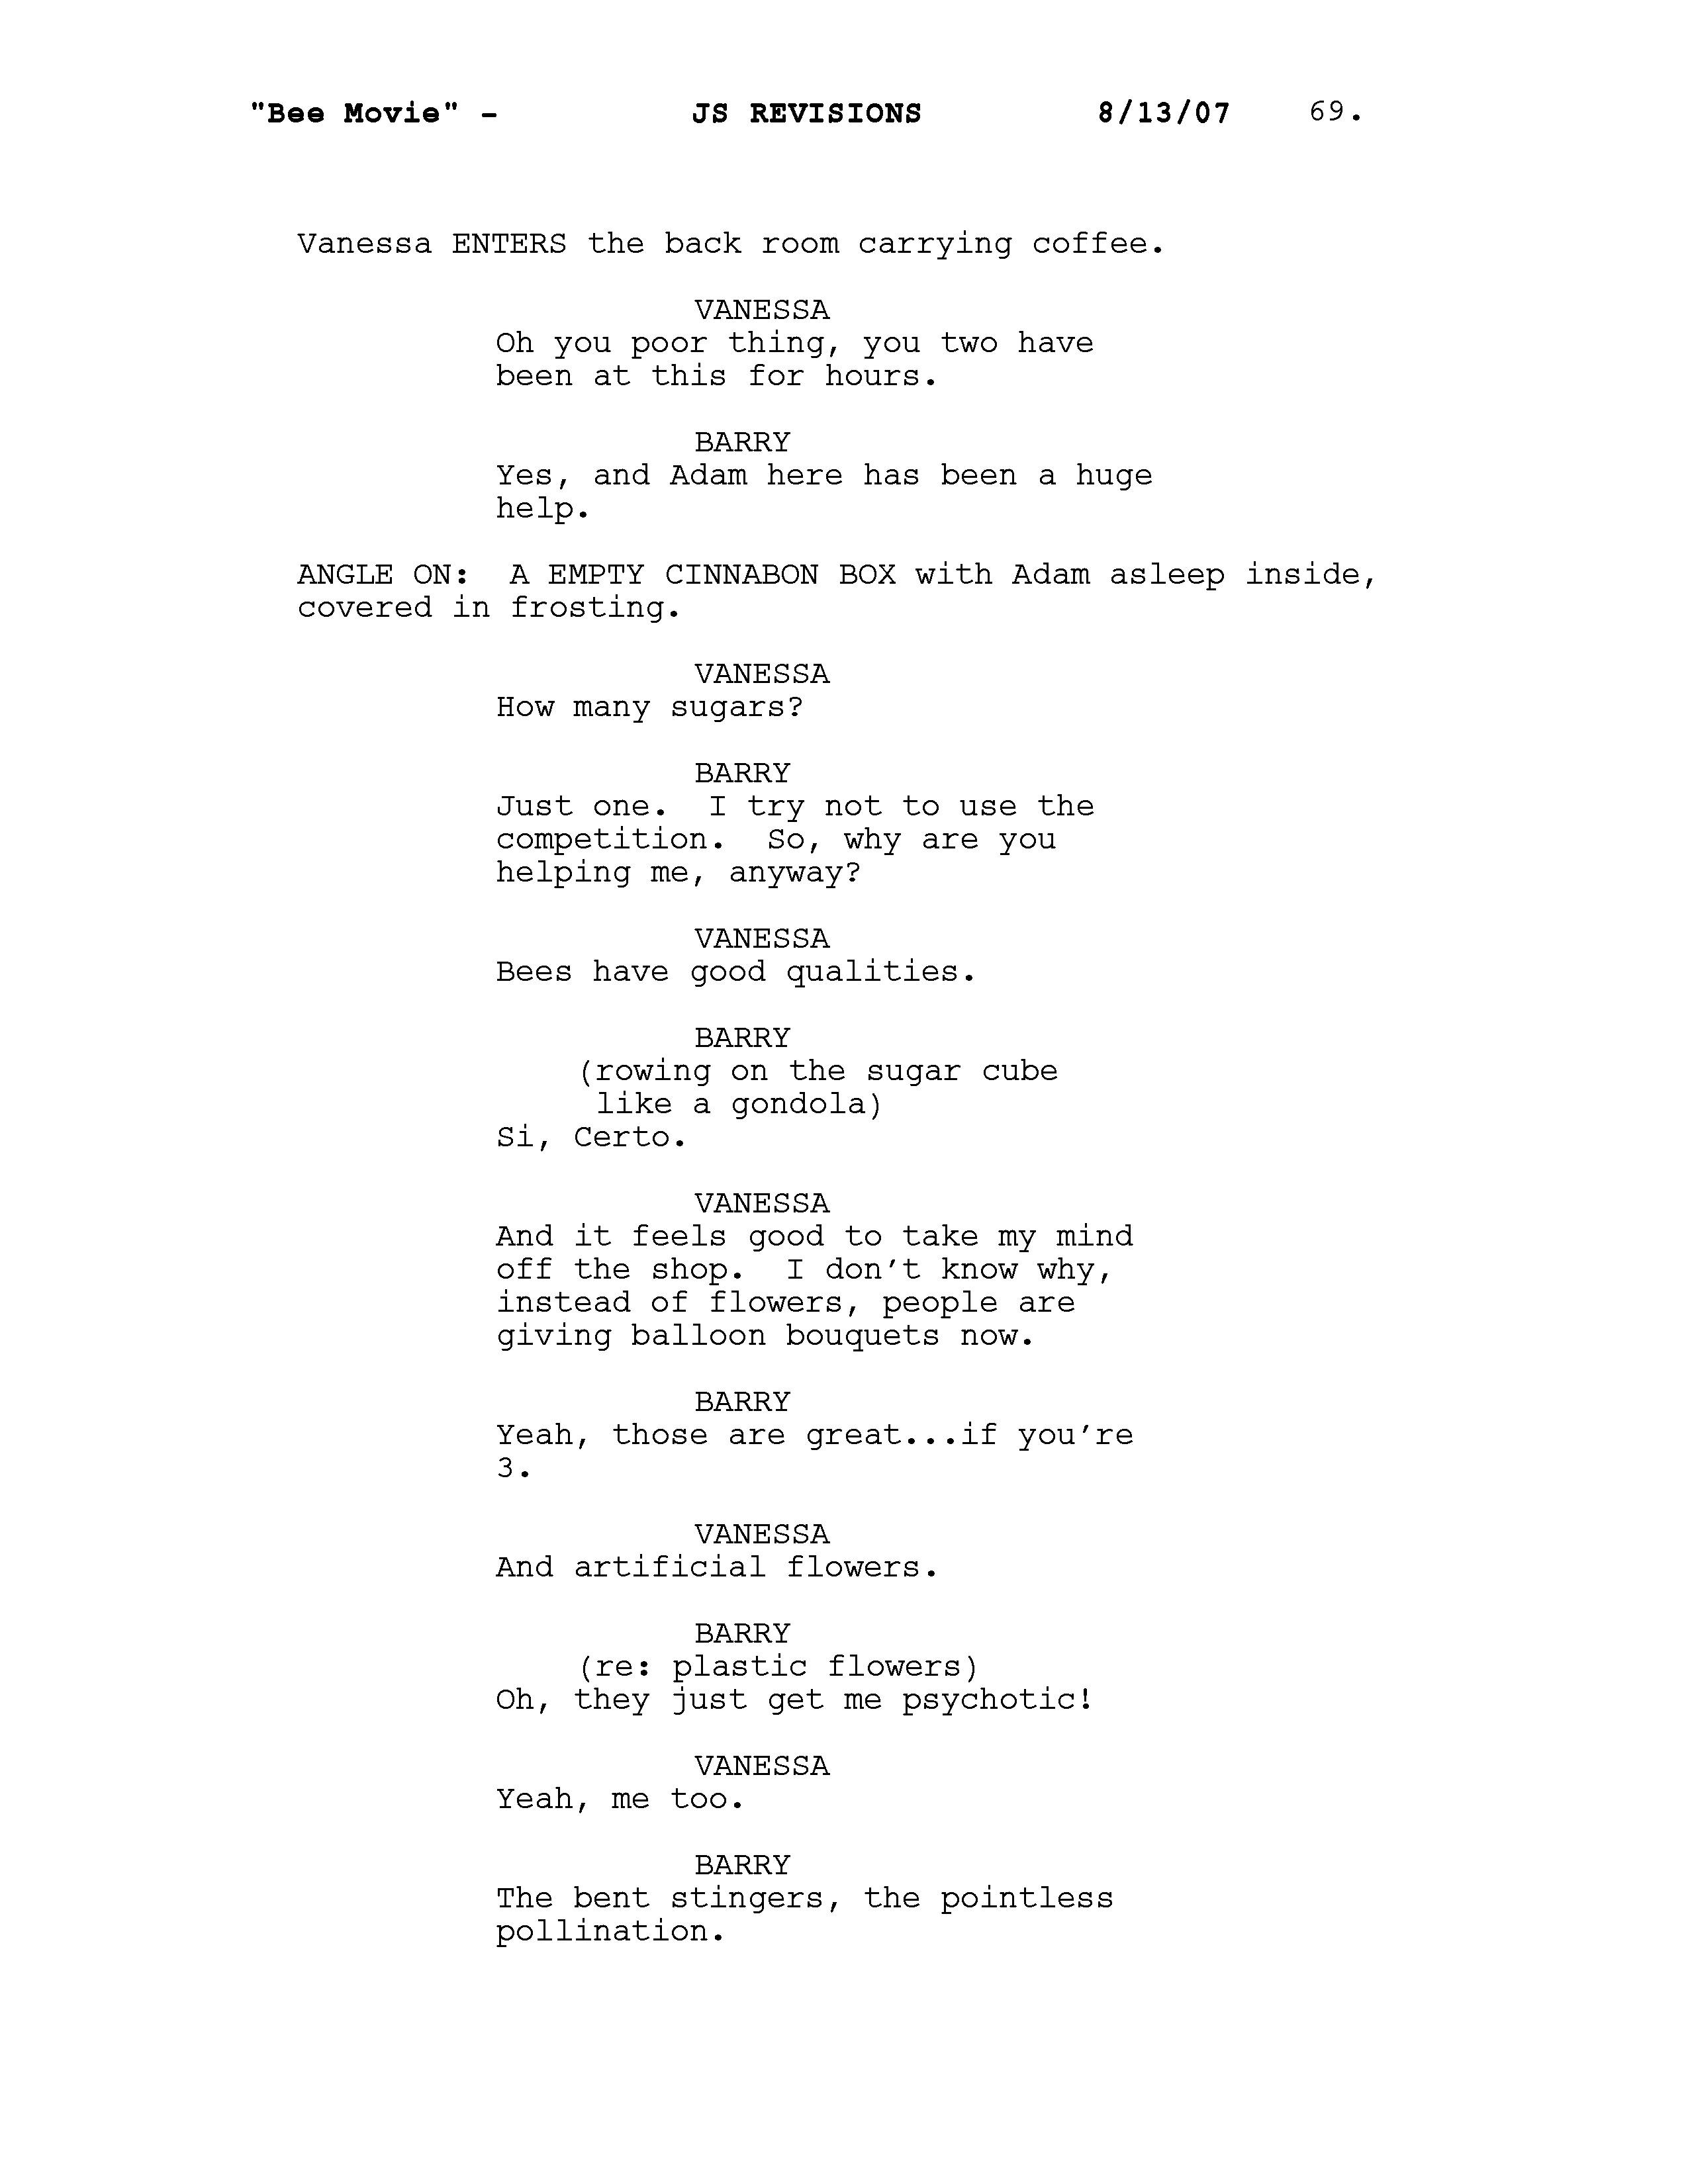 "Bee Movie" - JS REVISIONS 8/13/07 69.
Vanessa ENTERS the back room carrying coffee.
VANESSA
Oh you poor thing, you two have
been at this for hours.
BARRY
Yes, and Adam here has been a huge
help.
ANGLE ON:  A EMPTY CINNABON BOX with Adam asleep inside,
covered in frosting.
VANESSA
How many sugars?
BARRY
Just one.  I try not to use the
competition.  So, why are you
helping me, anyway?
VANESSA
Bees have good qualities.
BARRY
(rowing on the sugar cube
like a gondola)
Si, Certo.
VANESSA
And it feels good to take my mind
off the shop.  I don't know why,
instead of flowers, people are
giving balloon bouquets now.
BARRY
Yeah, those are great...if you're
3.
VANESSA
And artificial flowers.
BARRY
(re: plastic flowers)
Oh, they just get me psychotic!
VANESSA
Yeah, me too.
BARRY
The bent stingers, the pointless
pollination.